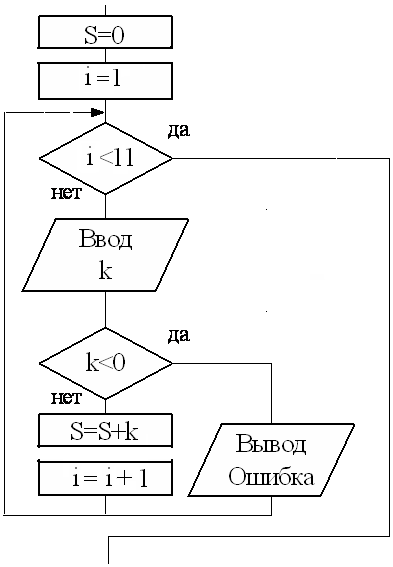 S=0
i=1
да
i <11
нет
Ввод
k
да
k<0
нет
S=S+k
Вывод
Ошибка
i= i+1